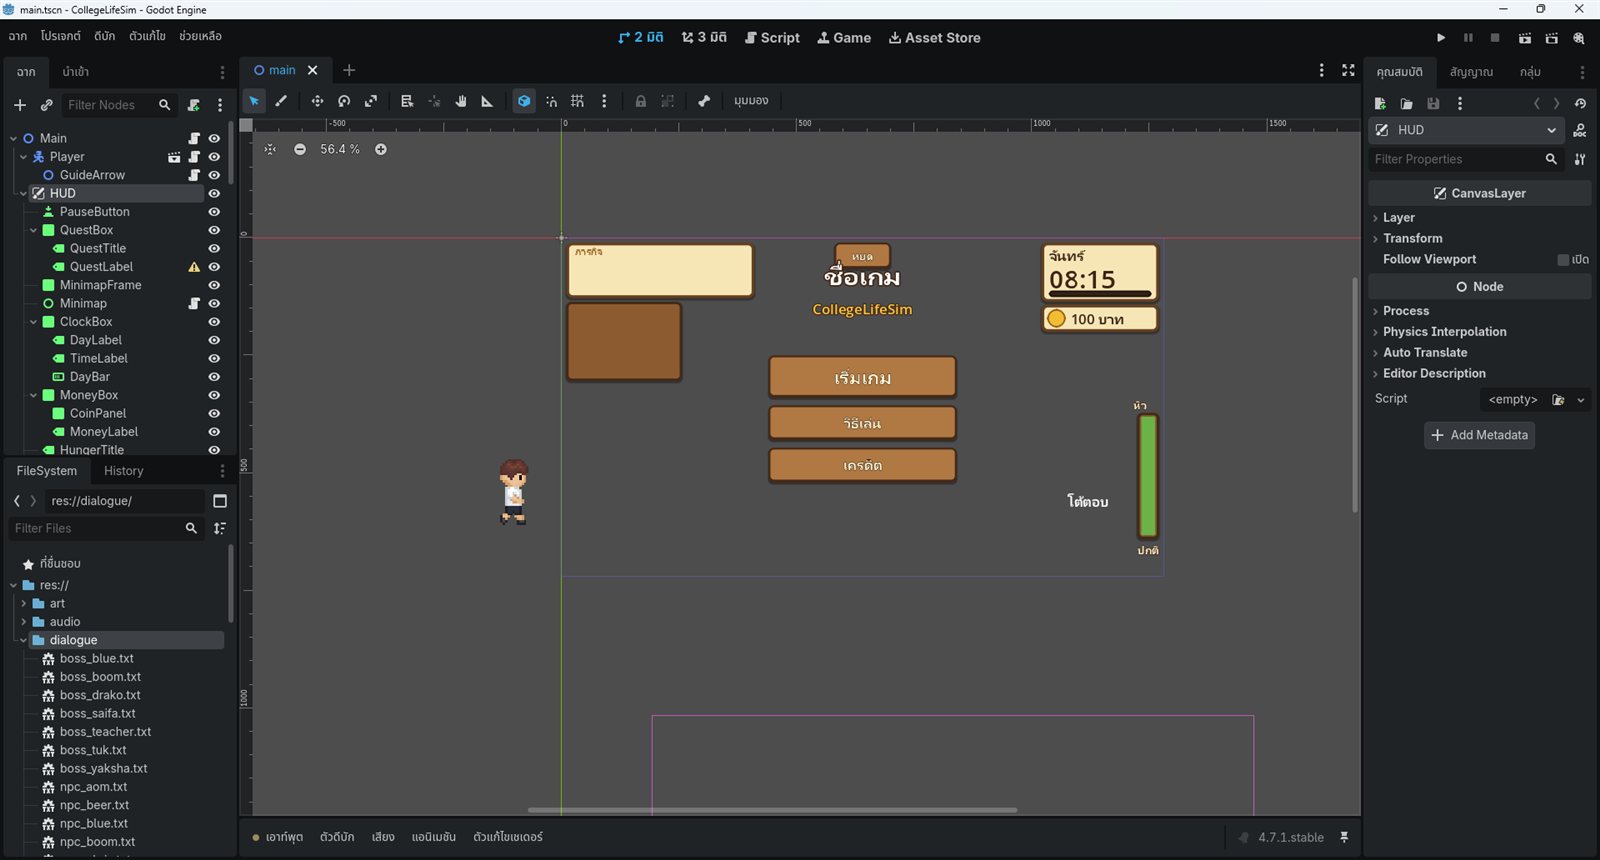 main.tscn - CollegeLifeSim - Godot Engine
ฉาก โปรเจกต์ ดีบัก ตัวแก้ไข ช่วยเหลือ
2 มิติ 3 มิติ Script Game Asset Store
ฉาก นำเข้า
main
คุณสมบัติ สัญญาณ กลุ่ม
Filter Nodes
มุมมอง
Main
Player
GuideArrow
HUD
PauseButton
QuestBox
QuestTitle
QuestLabel
MinimapFrame
Minimap
ClockBox
DayLabel
TimeLabel
DayBar
MoneyBox
CoinPanel
MoneyLabel
HungerTitle
FileSystem History
res://dialogue/
Filter Files
ที่ชื่นชอบ
res://
art
audio
dialogue
boss_blue.txt
boss_boom.txt
boss_drako.txt
boss_saifa.txt
boss_teacher.txt
boss_tuk.txt
boss_yaksha.txt
npc_aom.txt
npc_beer.txt
npc_blue.txt
npc_boom.txt
-500 0 500 1000 1500
0
500
1000
56.4 %
ภารกิจ
หยุด
ชื่อเกม
CollegeLifeSim
จันทร์
08:15
100 บาท
เริ่มเกม
วิธีเล่น
เครดิต
หิว
โต้ตอบ
ปกติ
เอาท์พุต ตัวดีบัก เสียง แอนิเมชัน ตัวแก้ไขเชเดอร์
4.7.1.stable
HUD
Filter Properties
CanvasLayer
Layer
Transform
Follow Viewport เปิด
Node
Process
Physics Interpolation
Auto Translate
Editor Description
Script <empty>
Add Metadata